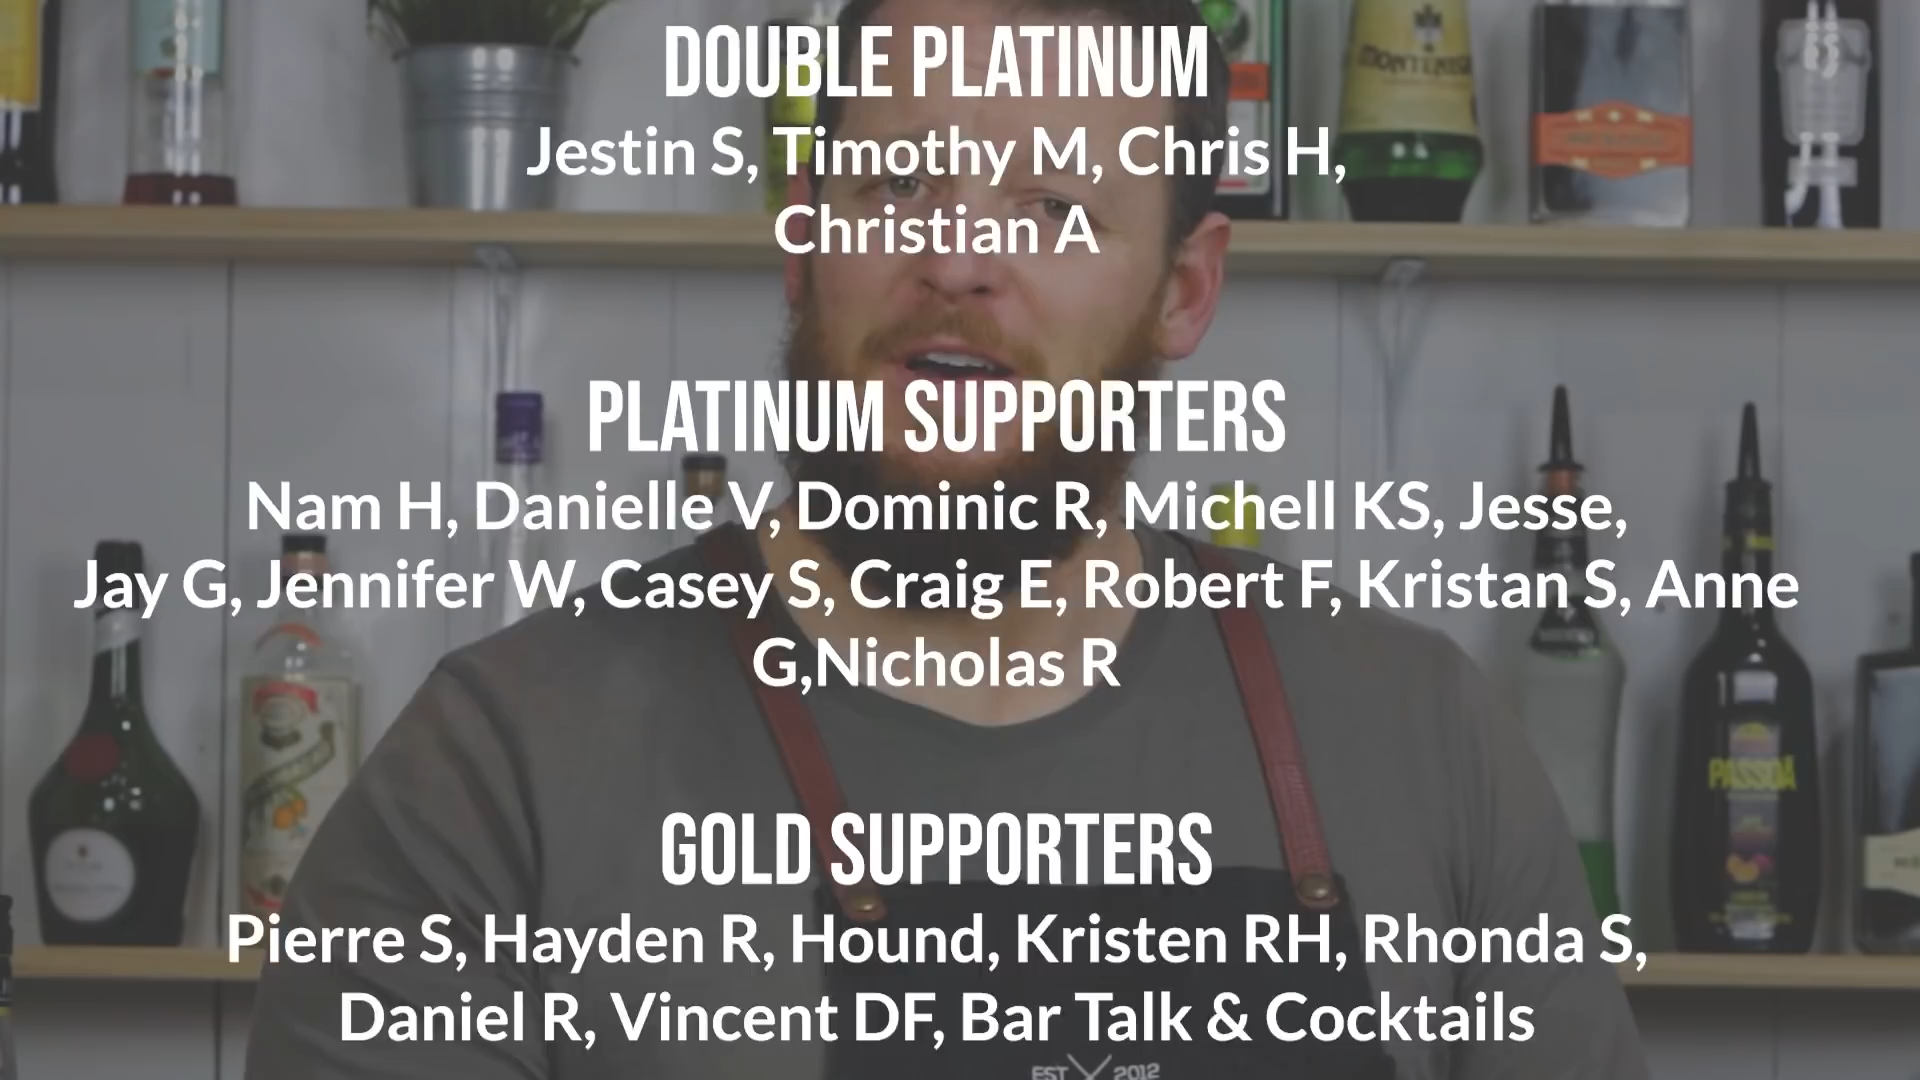 DOUBLE PLATINUM
Jestin S, Timothy M, Chris H,
Christian A
PLATINUM SUPPORTERS
Nam H, Danielle V, Dominic R, Michell KS, Jesse,
Jay G, Jennifer W, Casey S, Craig E, Robert F, Kristan S, Anne
G,Nicholas R
GOLD SUPPORTERS
Pierre S, Hayden R, Hound, Kristen RH, Rhonda S,
Daniel R, Vincent DF, Bar Talk & Cocktails
EST 2012
MONTENEGRO
PASSOÃ